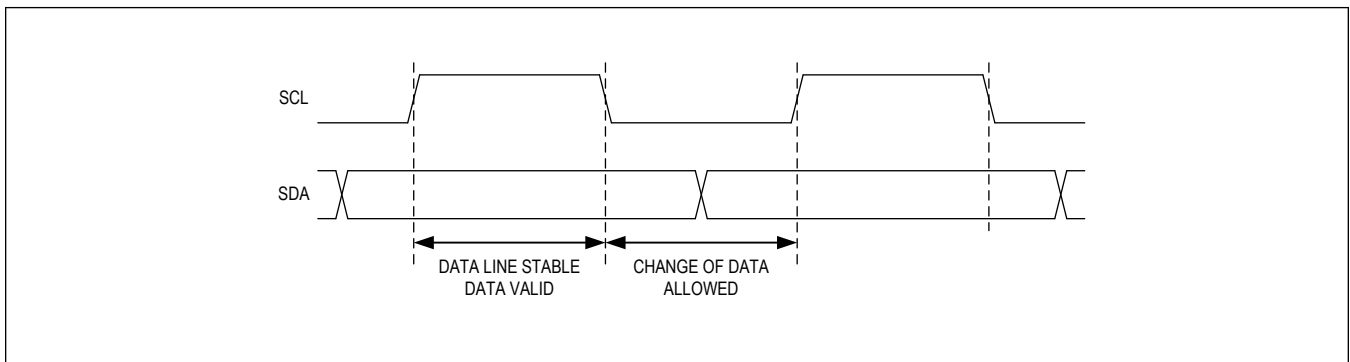 SCL
SDA
DATA LINE STABLE
DATA VALID
CHANGE OF DATA
ALLOWED